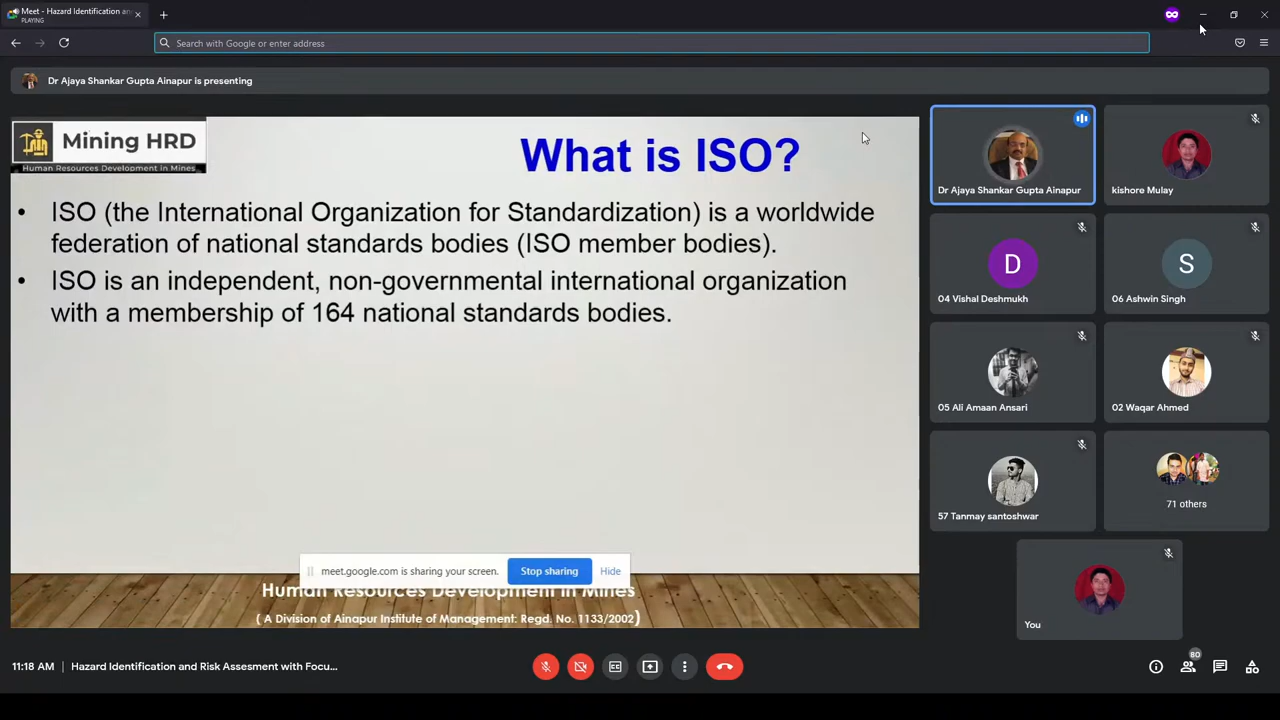 Meet - Hazard Identification an
PLAYING
Search with Google or enter address
Dr Ajaya Shankar Gupta Ainapur is presenting
Mining HRD
Human Resources Development In Mines
What is ISO?
• ISO (the International Organization for Standardization) is a worldwide
federation of national standards bodies (ISO member bodies).
• ISO is an independent, non-governmental international organization
with a membership of 164 national standards bodies.
meet.google.com is sharing your screen.
Stop sharing
Hide
Human Resources Development In Mines
( A Division of Ainapur Institute of Management: Regd. No. 1133/2002)
Dr Ajaya Shankar Gupta Ainapur
kishore Mulay
D
04 Vishal Deshmukh
S
06 Ashwin Singh
05 Ali Amaan Ansari
02 Waqar Ahmed
57 Tanmay santoshwar
71 others
You
11:18 AM
Hazard Identification and Risk Assesment with Focu...
80